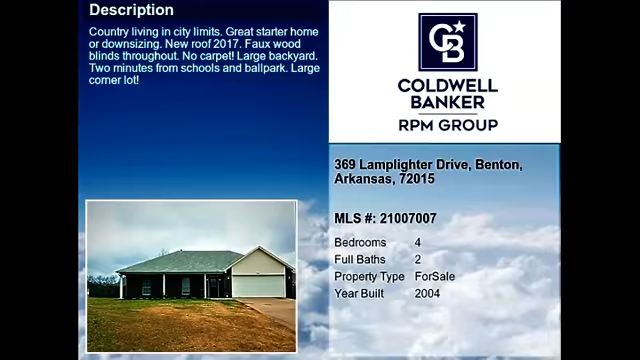 Description
Country living in city limits. Great starter home
or downsizing. New roof 2017. Faux wood
blinds throughout. No carpet! Large backyard.
Two minutes from schools and ballpark. Large
corner lot!
CB
COLDWELL
BANKER
RPM GROUP
369 Lamplighter Drive, Benton,
Arkansas, 72015
MLS #: 21007007
Bedrooms 4
Full Baths 2
Property Type ForSale
Year Built 2004